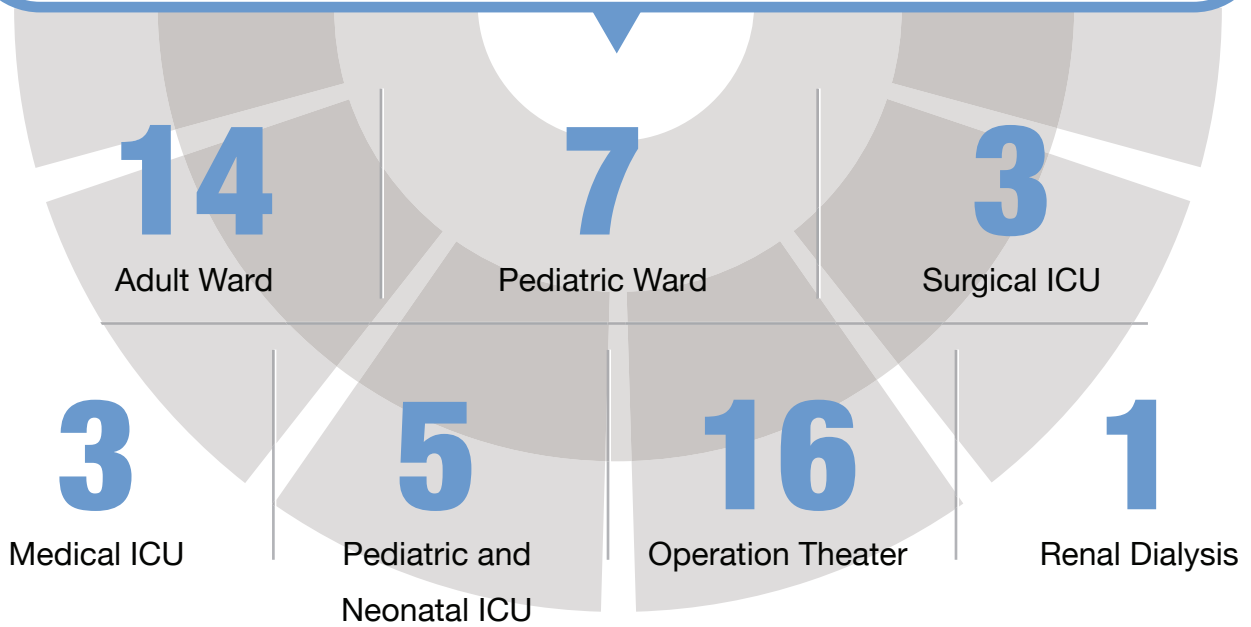 14
Adult Ward
7
Pediatric Ward
3
Surgical ICU
3
Medical ICU
5
Pediatric and
Neonatal ICU
16
Operation Theater
1
Renal Dialysis